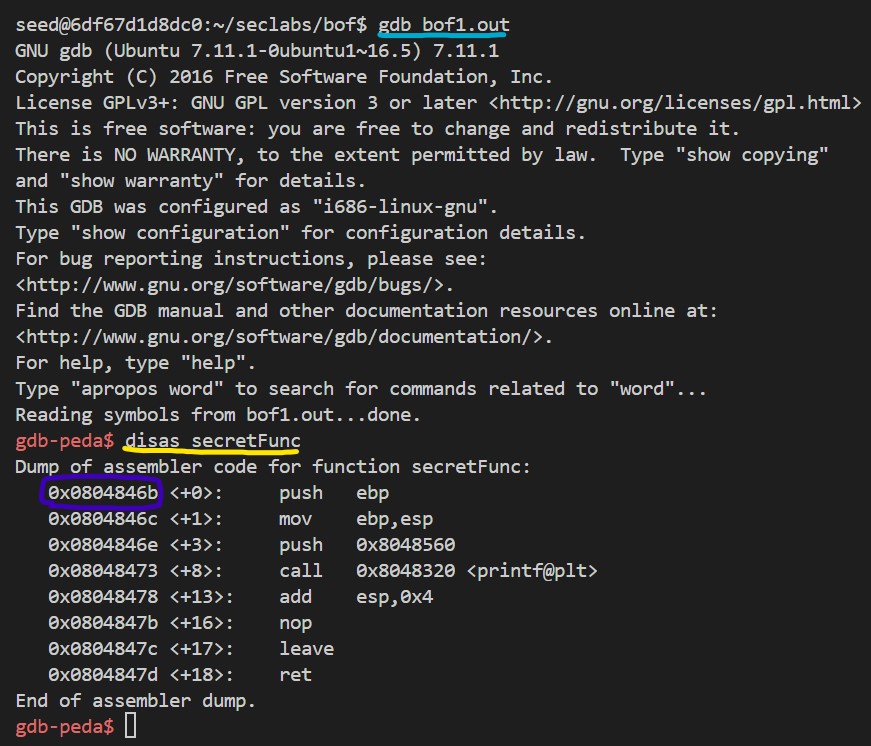 seed@6df67d1d8dc0:~/seclabs/bof$ gdb bof1.out
GNU gdb (Ubuntu 7.11.1-0ubuntu1~16.5) 7.11.1
Copyright (C) 2016 Free Software Foundation, Inc.
License GPLv3+: GNU GPL version 3 or later <http://gnu.org/licenses/gpl.html>
This is free software: you are free to change and redistribute it.
There is NO WARRANTY, to the extent permitted by law.  Type "show copying"
and "show warranty" for details.
This GDB was configured as "i686-linux-gnu".
Type "show configuration" for configuration details.
For bug reporting instructions, please see:
<http://www.gnu.org/software/gdb/bugs/>.
Find the GDB manual and other documentation resources online at:
<http://www.gnu.org/software/gdb/documentation/>.
For help, type "help".
Type "apropos word" to search for commands related to "word"...
Reading symbols from bof1.out...done.
gdb-peda$ disas secretFunc
Dump of assembler code for function secretFunc:
   0x0804846b <+0>:     push   ebp
   0x0804846c <+1>:     mov    ebp,esp
   0x0804846e <+3>:     push   0x8048560
   0x08048473 <+8>:     call   0x8048320 <printf@plt>
   0x08048478 <+13>:    add    esp,0x4
   0x0804847b <+16>:    nop
   0x0804847c <+17>:    leave
   0x0804847d <+18>:    ret
End of assembler dump.
gdb-peda$